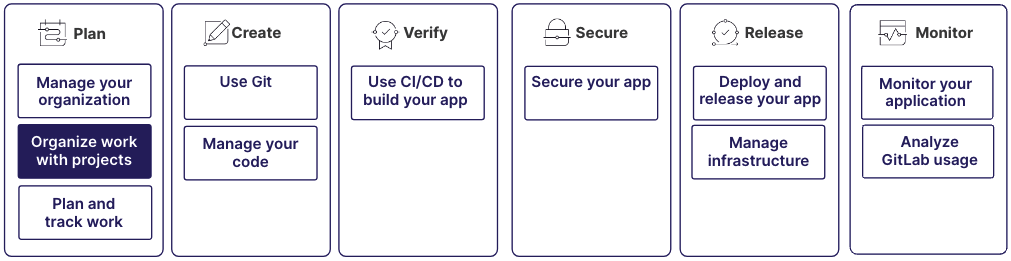 Plan
Manage your
organization
Organize work
with projects
Plan and
track work
Create
Use Git
Manage your
code
Verify
Use CI/CD to
build your app
Secure
Secure your app
Release
Deploy and
release your app
Manage
infrastructure
Monitor
Monitor your
application
Analyze
GitLab usage